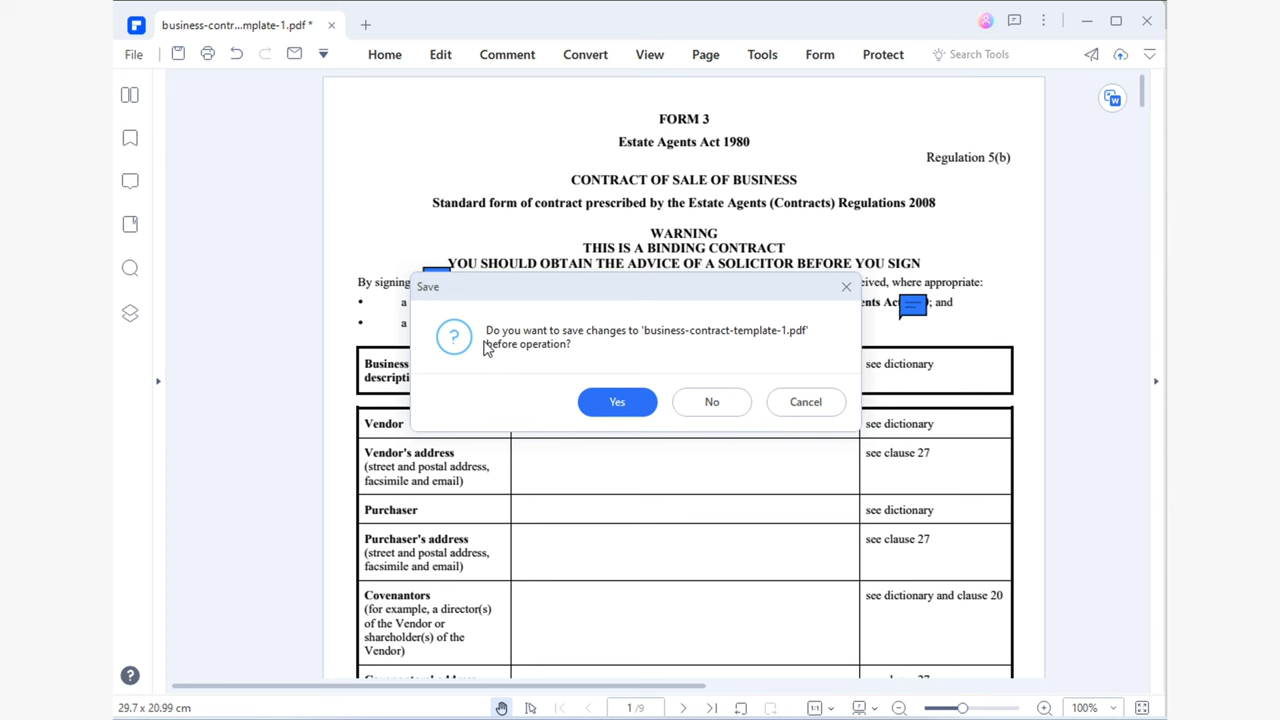 business-contr...mplate-1.pdf *
File Home Edit Comment Convert View Page Tools Form Protect Search Tools
FORM 3
Estate Agents Act 1980
Regulation 5(b)
CONTRACT OF SALE OF BUSINESS
Standard form of contract prescribed by the Estate Agents (Contracts) Regulations 2008
WARNING
THIS IS A BINDING CONTRACT
YOU SHOULD OBTAIN THE ADVICE OF A SOLICITOR BEFORE YOU SIGN
By signing eived, where appropriate:
• a ents Ac ; and
• a
Save
Do you want to save changes to 'business-contract-template-1.pdf'
before operation?
Yes No Cancel
Business see dictionary
descripti
Vendor see dictionary
Vendor's address see clause 27
(street and postal address,
facsimile and email)
Purchaser see dictionary
Purchaser's address see clause 27
(street and postal address,
facsimile and email)
Covenantors see dictionary and clause 20
(for example, a director(s)
of the Vendor or
shareholder(s) of the
Vendor)
29.7 x 20.99 cm 1 /9 100%